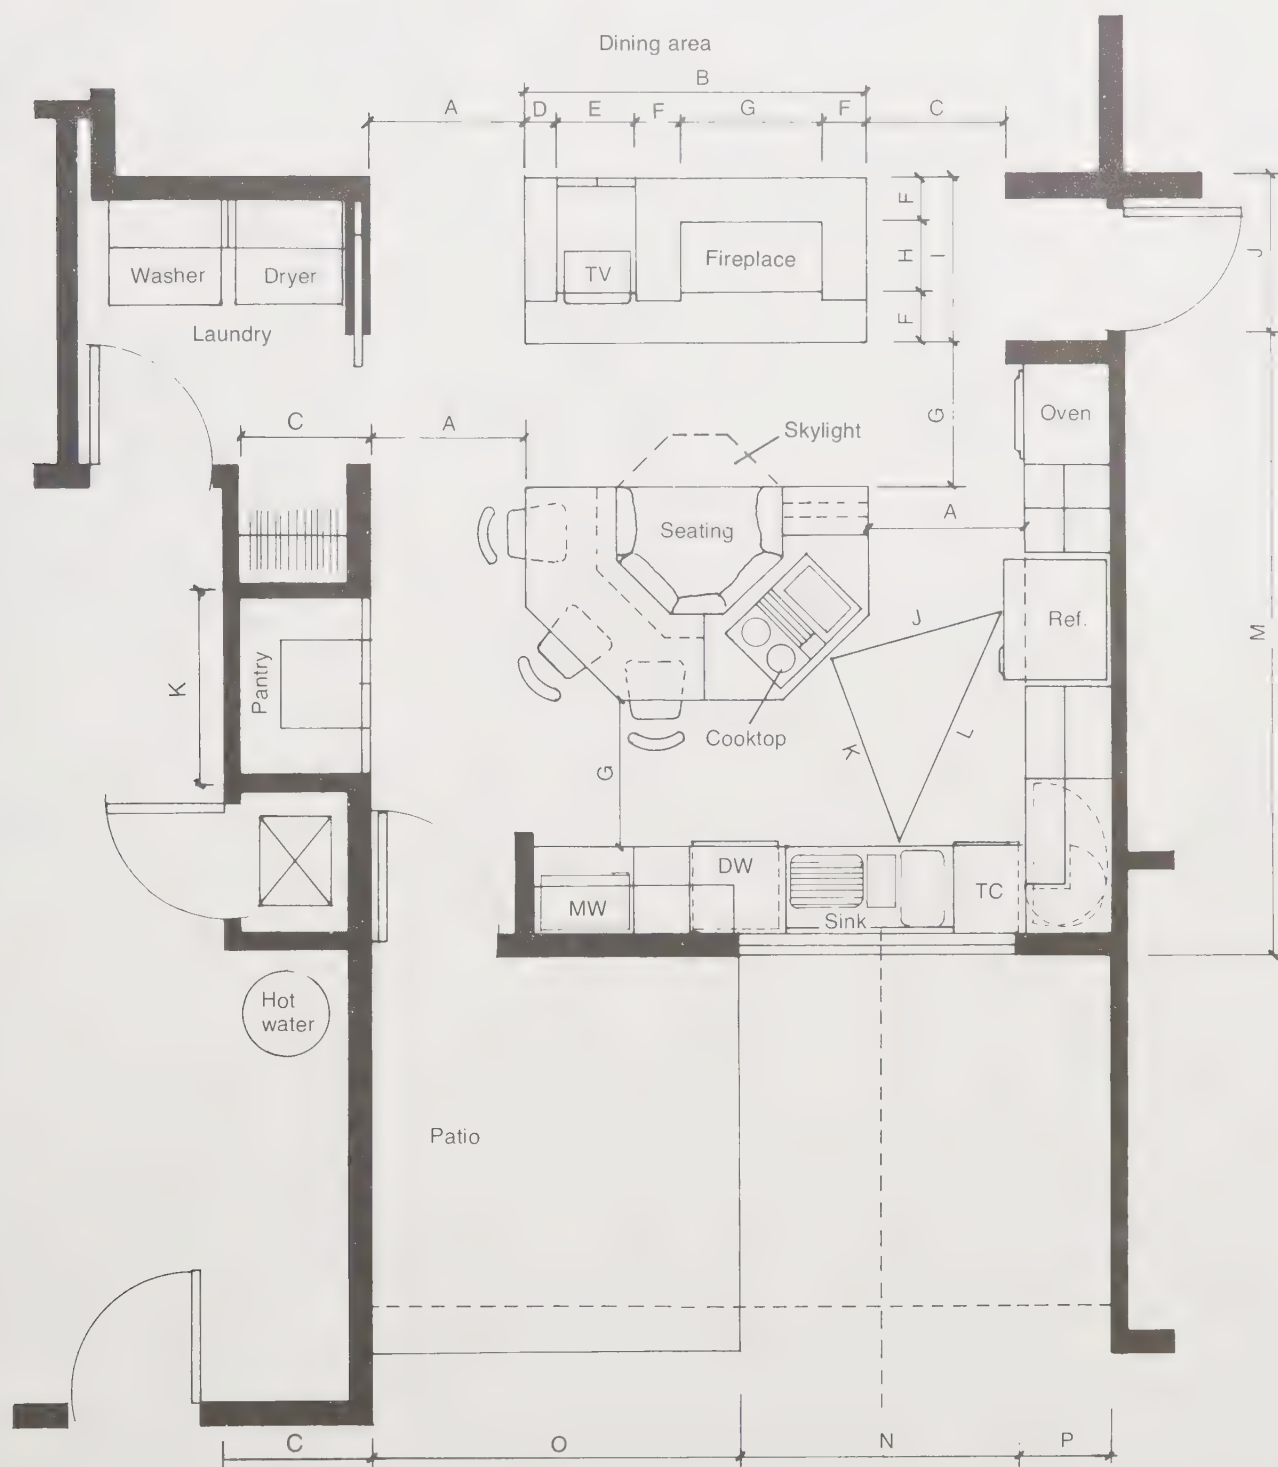 Dining area
B
A
D
E
F
G
F
C
F
H
I
F
J
Washer
Dryer
TV
Fireplace
Laundry
C
A
G
Skylight
Oven
Seating
A
Pantry
K
J
Ref.
M
Cooktop
K
L
G
MW
DW
Sink
TC
Hot
water
Patio
C
O
N
P